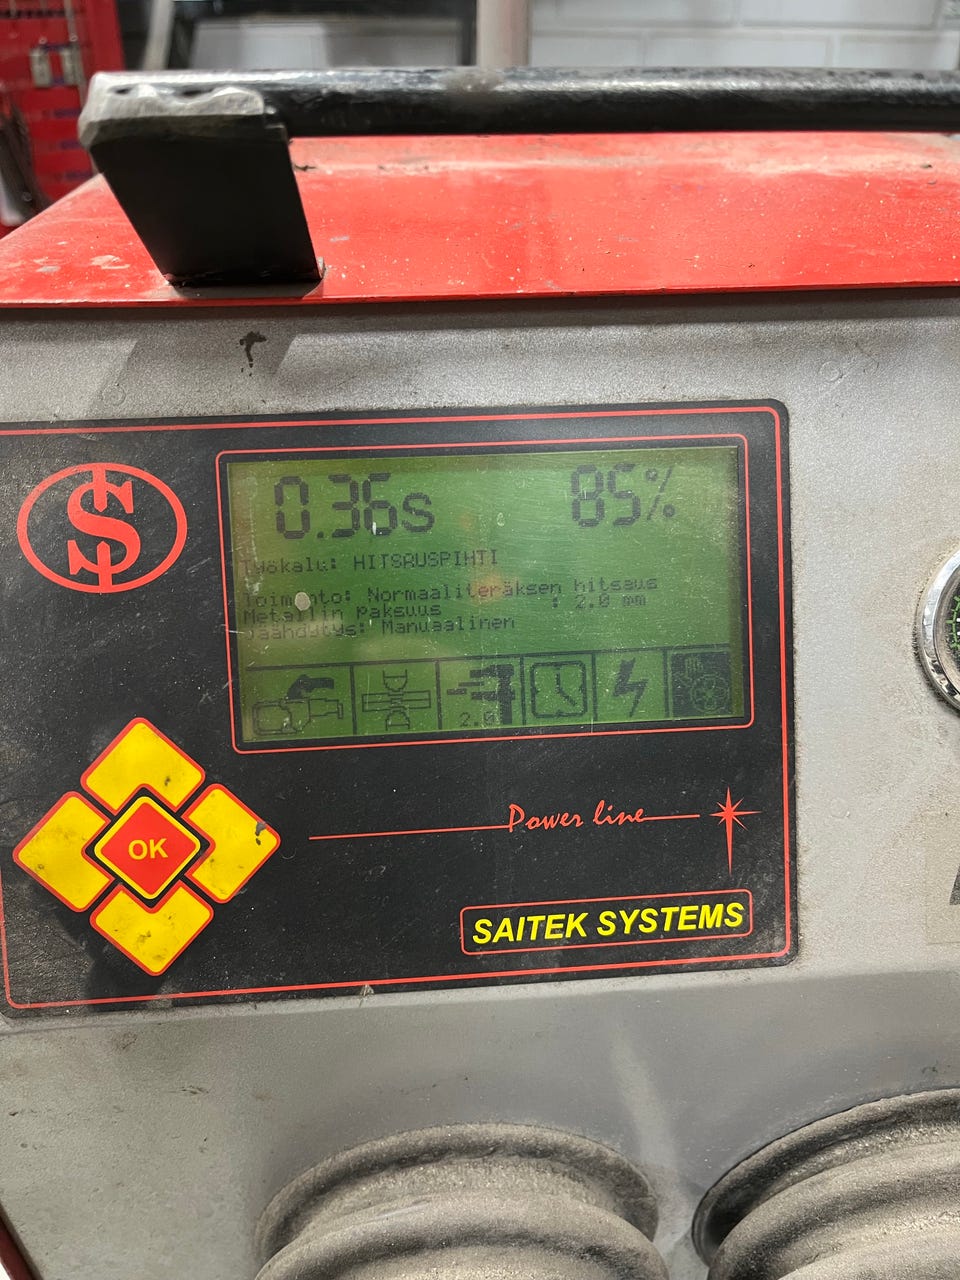 0.36s 85%
Työkalu: HITSAUSPIHTI
Toiminto: Normaaliteräksen hitsaus
Metallin paksuus : 2.0 mm
Jäähdytys: Manuaalinen
2.0
OK
Power line
SAITEK SYSTEMS